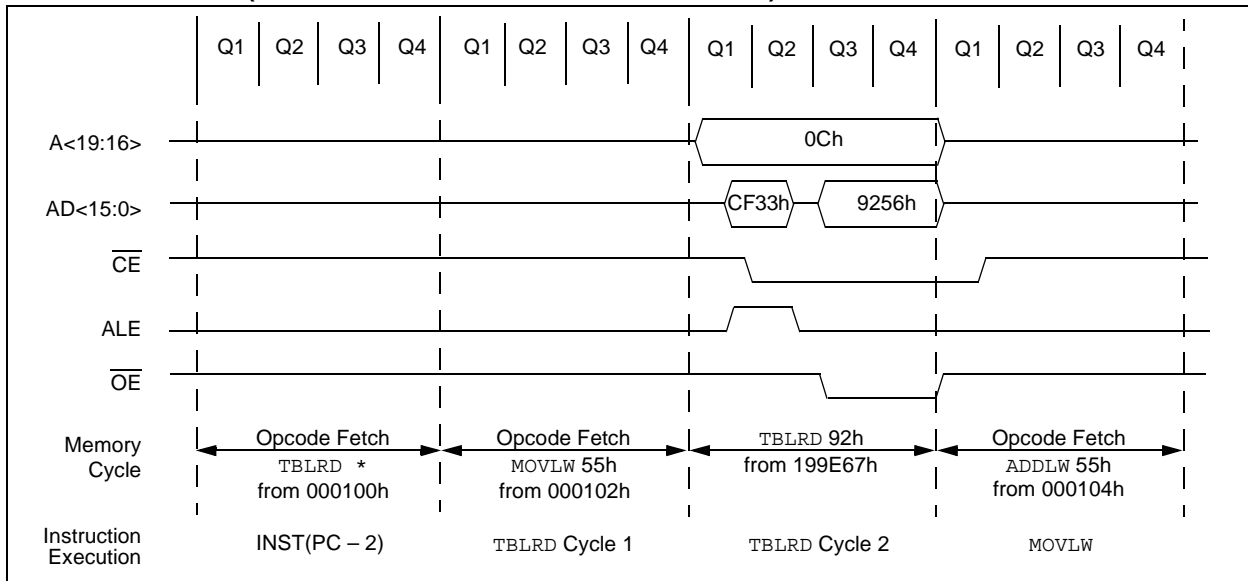 Q1 Q2 Q3 Q4 Q1 Q2 Q3 Q4 Q1 Q2 Q3 Q4 Q1 Q2 Q3 Q4
A<19:16>
0Ch
AD<15:0>
CF33h
9256h
CE
ALE
OE
Memory
Cycle
Opcode Fetch
TBLRD *
from 000100h
Opcode Fetch
MOVLW 55h
from 000102h
TBLRD 92h
from 199E67h
Opcode Fetch
ADDLW 55h
from 000104h
Instruction
Execution
INST(PC – 2)
TBLRD Cycle 1
TBLRD Cycle 2
MOVLW